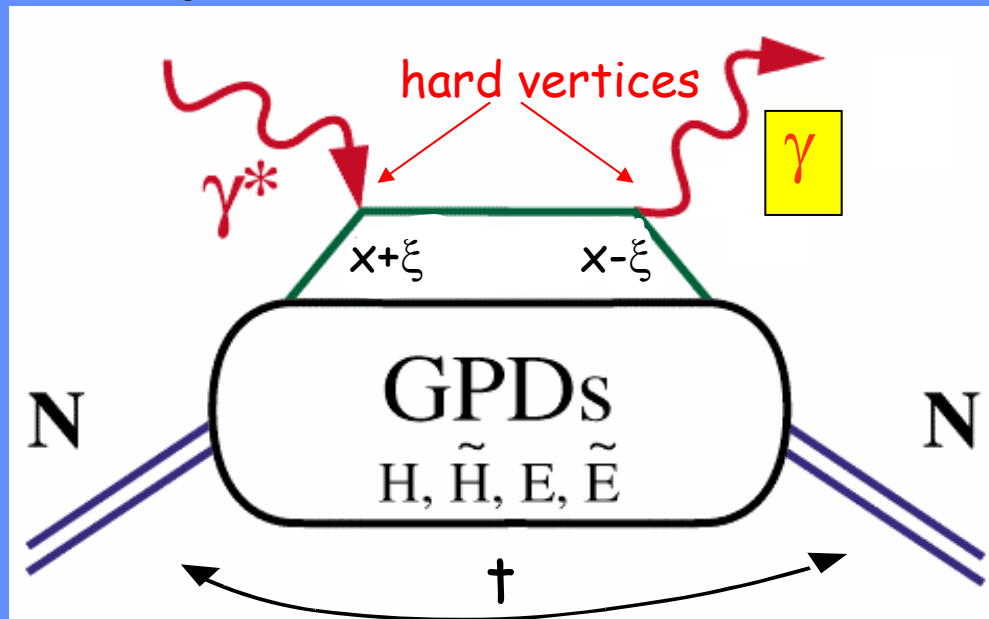 hard vertices
γ* γ
x+ξ x-ξ
N GPDs N
H, H̃, E, Ẽ
t